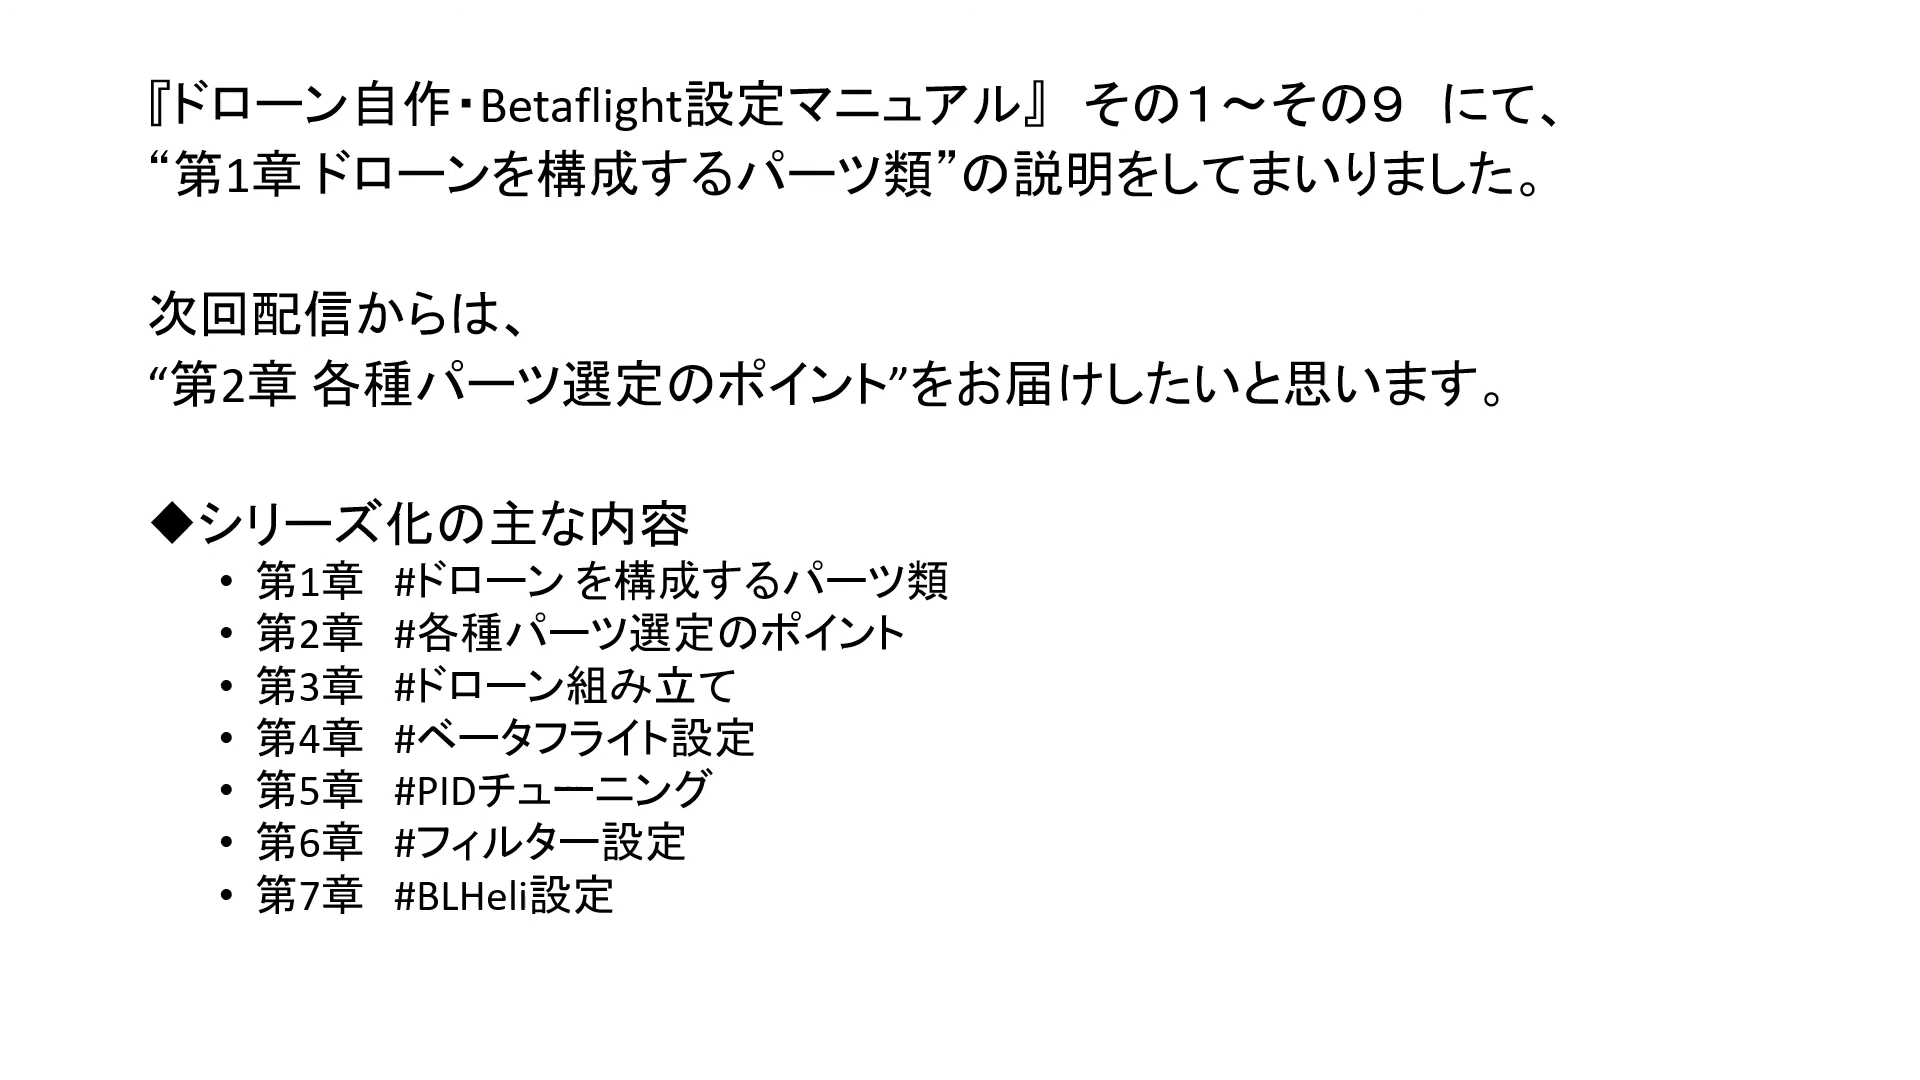 『ドローン自作・Betaflight設定マニュアル』　その１～その９　にて、
“第1章 ドローンを構成するパーツ類”の説明をしてまいりました。
次回配信からは、
“第2章 各種パーツ選定のポイント”をお届けしたいと思います。
◆シリーズ化の主な内容
• 第1章　#ドローン を構成するパーツ類
• 第2章　#各種パーツ選定のポイント
• 第3章　#ドローン組み立て
• 第4章　#ベータフライト設定
• 第5章　#PIDチューニング
• 第6章　#フィルター設定
• 第7章　#BLHeli設定